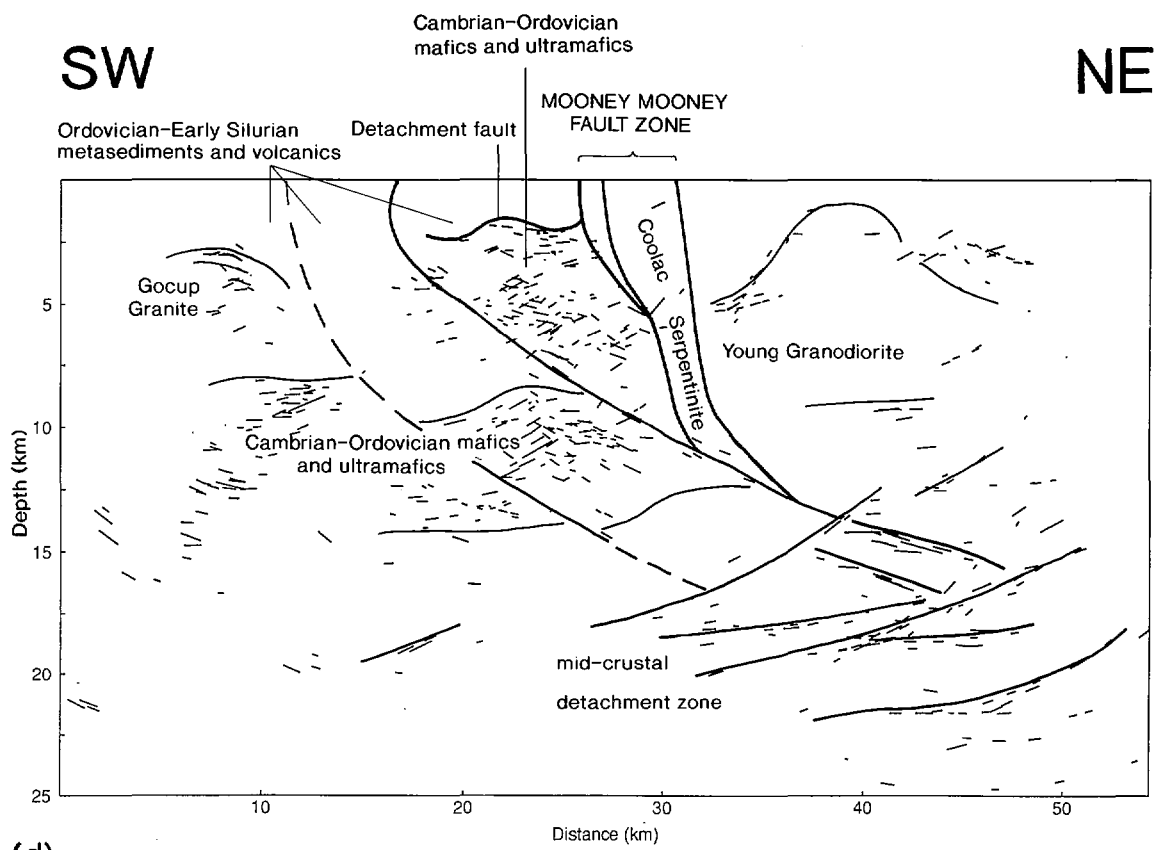 Cambrian–Ordovician
mafics and ultramafics
SW
NE
MOONEY MOONEY
FAULT ZONE
Ordovician–Early Silurian
metasediments and volcanics
Detachment fault
Coolac
Serpentinite
Gocup
Granite
Young Granodiorite
Cambrian–Ordovician mafics
and ultramafics
mid-crustal
detachment zone
Depth (km)
5
10
15
20
25
10
20
30
40
50
Distance (km)